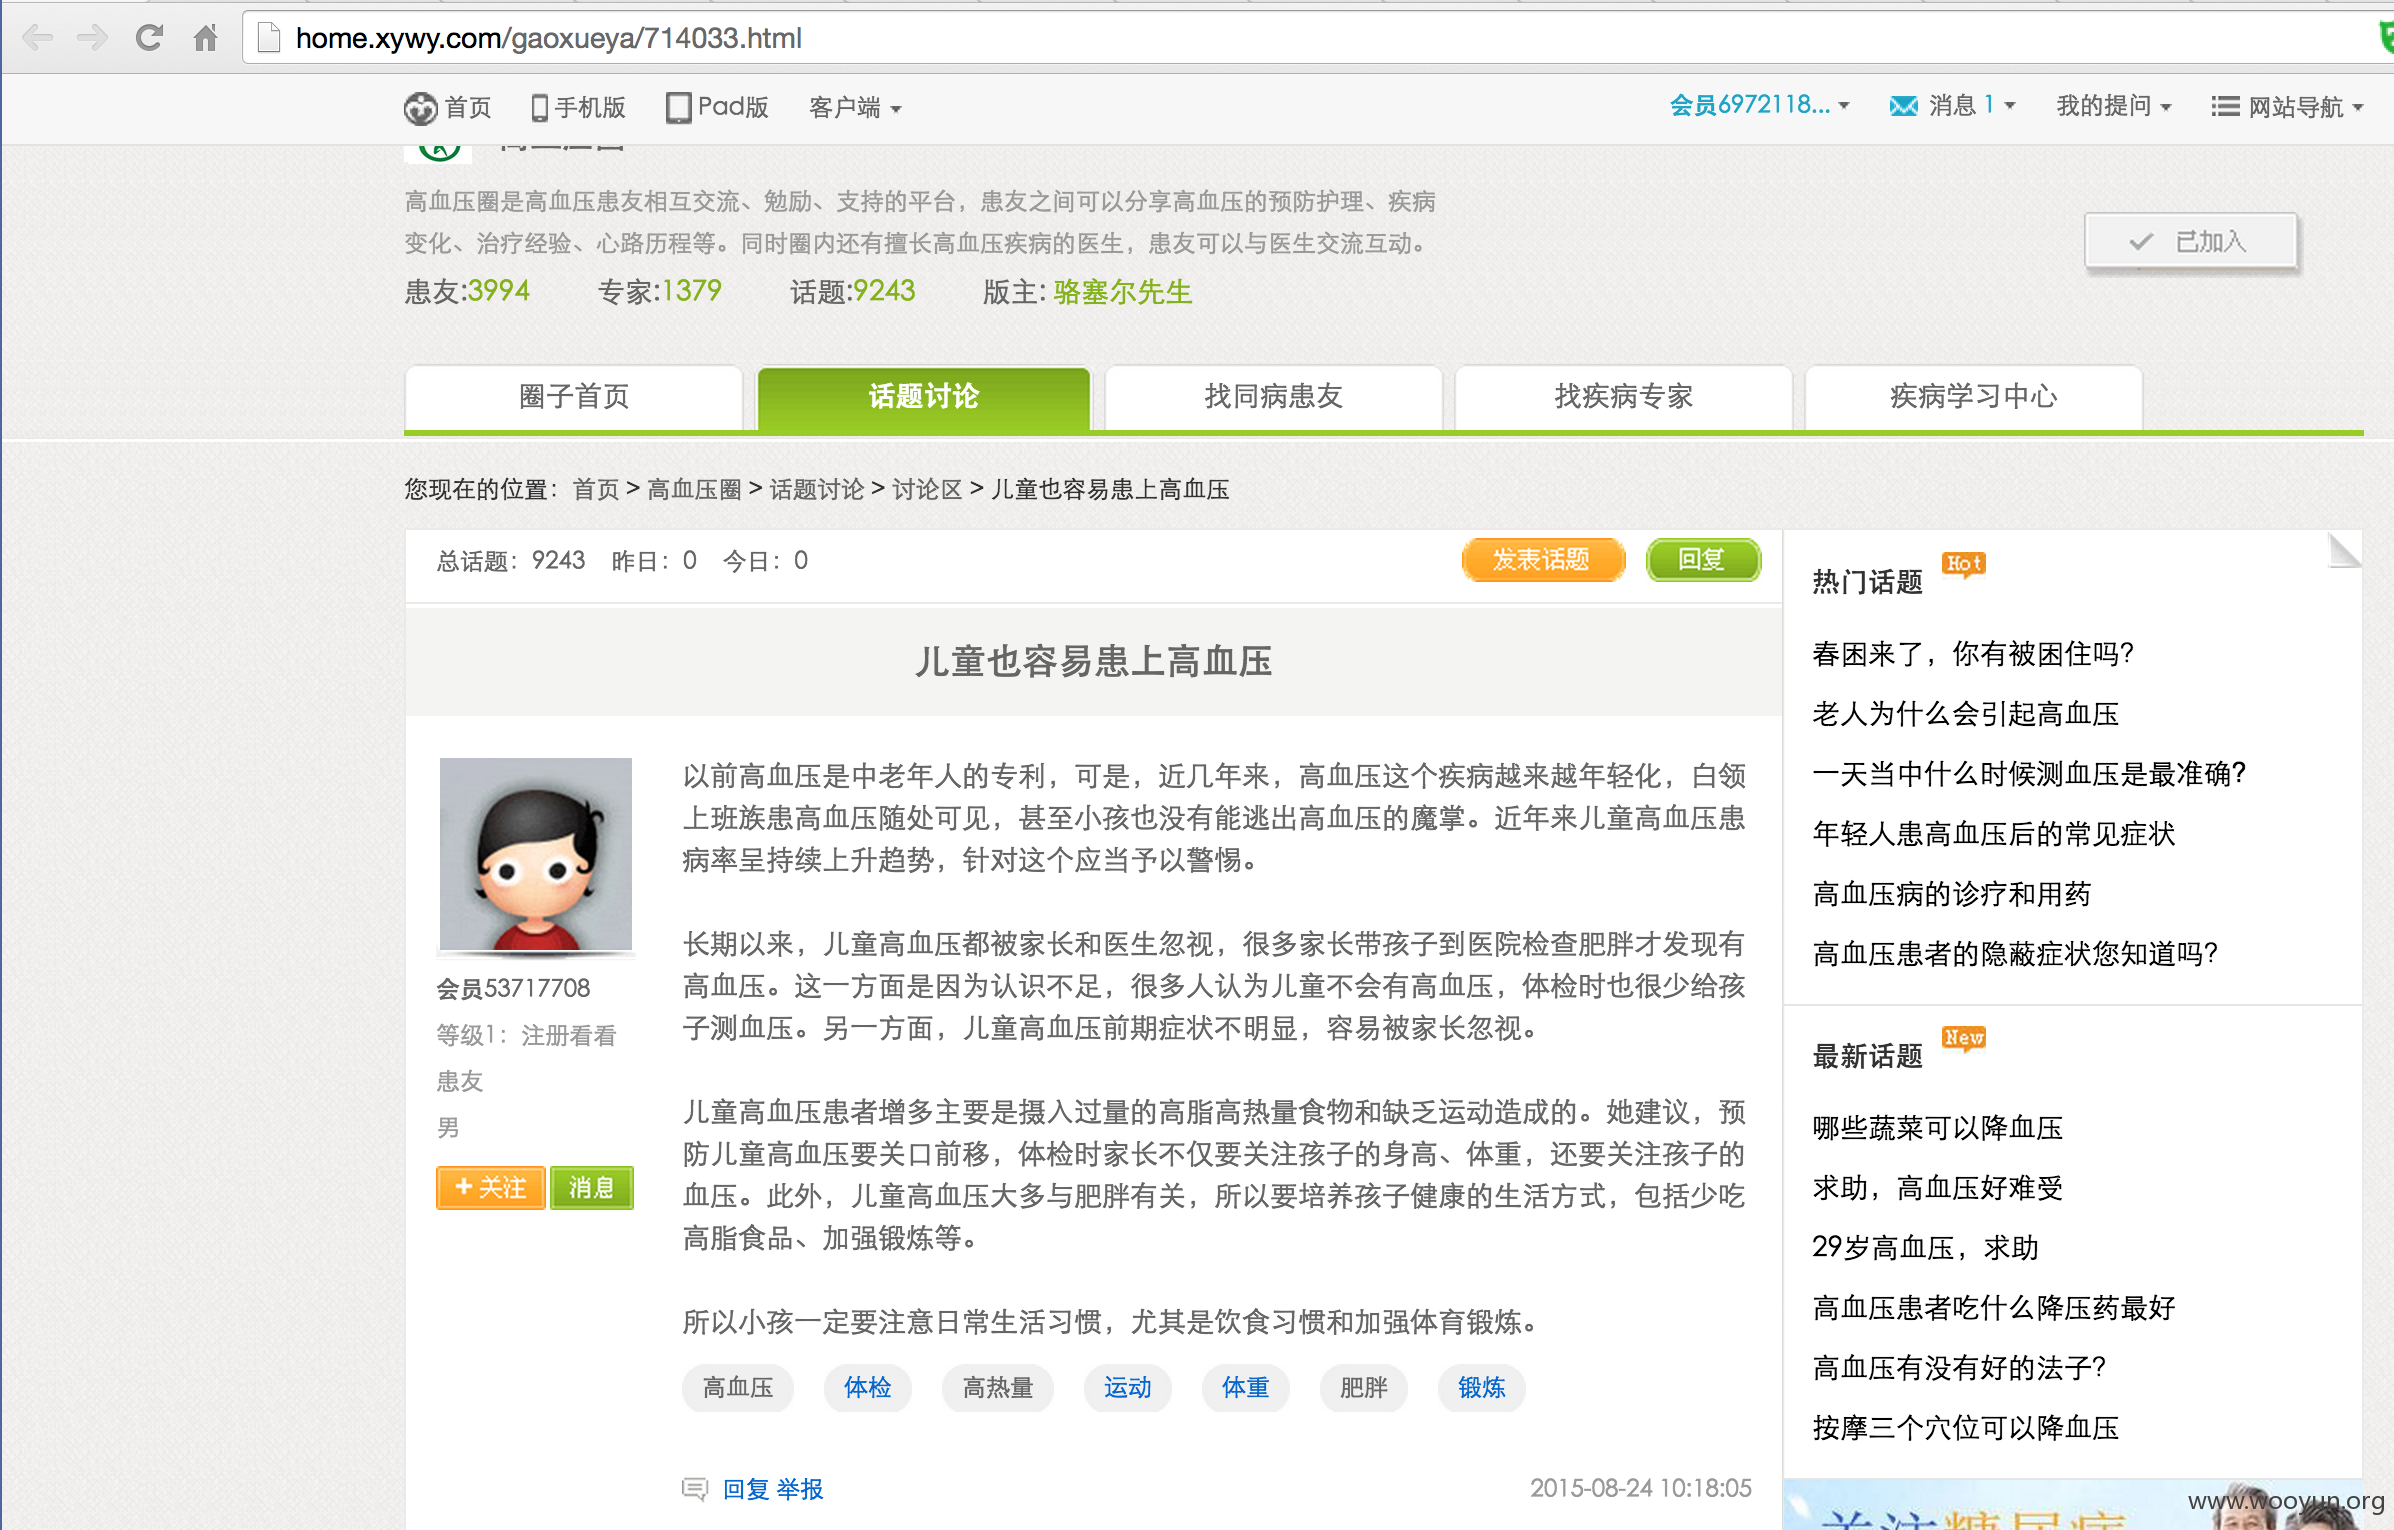 home.xywy.com/gaoxueya/714033.html
首页 手机版 Pad版 客户端 会员6972118... 消息 1 我的提问 网站导航
高血压圈是高血压患友相互交流、勉励、支持的平台，患友之间可以分享高血压的预防护理、疾病
变化、治疗经验、心路历程等。同时圈内还有擅长高血压疾病的医生，患友可以与医生交流互动。
已加入
患友:3994 专家:1379 话题:9243 版主: 骆塞尔先生
圈子首页 话题讨论 找同病患友 找疾病专家 疾病学习中心
您现在的位置：首页 > 高血压圈 > 话题讨论 > 讨论区 > 儿童也容易患上高血压
总话题：9243 昨日：0 今日：0 发表话题 回复
儿童也容易患上高血压
以前高血压是中老年人的专利，可是，近几年来，高血压这个疾病越来越年轻化，白领
上班族患高血压随处可见，甚至小孩也没有能逃出高血压的魔掌。近年来儿童高血压患
病率呈持续上升趋势，针对这个应当予以警惕。
长期以来，儿童高血压都被家长和医生忽视，很多家长带孩子到医院检查肥胖才发现有
高血压。这一方面是因为认识不足，很多人认为儿童不会有高血压，体检时也很少给孩
子测血压。另一方面，儿童高血压前期症状不明显，容易被家长忽视。
儿童高血压患者增多主要是摄入过量的高脂高热量食物和缺乏运动造成的。她建议，预
防儿童高血压要关口前移，体检时家长不仅要关注孩子的身高、体重，还要关注孩子的
血压。此外，儿童高血压大多与肥胖有关，所以要培养孩子健康的生活方式，包括少吃
高脂食品、加强锻炼等。
所以小孩一定要注意日常生活习惯，尤其是饮食习惯和加强体育锻炼。
高血压 体检 高热量 运动 体重 肥胖 锻炼
回复 举报 2015-08-24 10:18:05
会员53717708
等级1：注册看看
患友
男
+ 关注 消息
热门话题 Hot
春困来了，你有被困住吗？
老人为什么会引起高血压
一天当中什么时候测血压是最准确?
年轻人患高血压后的常见症状
高血压病的诊疗和用药
高血压患者的隐蔽症状您知道吗？
最新话题 New
哪些蔬菜可以降血压
求助，高血压好难受
29岁高血压，求助
高血压患者吃什么降压药最好
高血压有没有好的法子？
按摩三个穴位可以降血压
www.wooyun.org